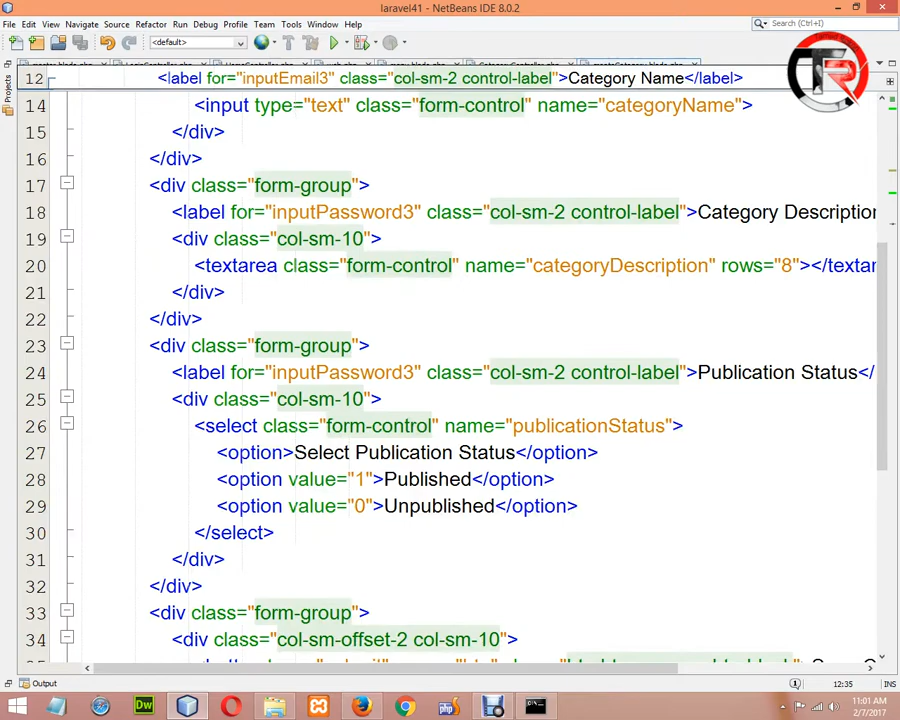 laravel41 - NetBeans IDE 8.0.2
File Edit View Navigate Source Refactor Run Debug Profile Team Tools Window Help
Search (Ctrl+I)
<default>
Projects
12 <label for="inputEmail3" class="col-sm-2 control-label">Category Name</label>
14 <input type="text" class="form-control" name="categoryName">
15 </div>
16 </div>
17 <div class="form-group">
18 <label for="inputPassword3" class="col-sm-2 control-label">Category Description
19 <div class="col-sm-10">
20 <textarea class="form-control" name="categoryDescription" rows="8"></textar
21 </div>
22 </div>
23 <div class="form-group">
24 <label for="inputPassword3" class="col-sm-2 control-label">Publication Status</
25 <div class="col-sm-10">
26 <select class="form-control" name="publicationStatus">
27 <option>Select Publication Status</option>
28 <option value="1">Published</option>
29 <option value="0">Unpublished</option>
30 </select>
31 </div>
32 </div>
33 <div class="form-group">
34 <div class="col-sm-offset-2 col-sm-10">
Output
12:35 INS
Dw
php
11:01 AM
2/7/2017